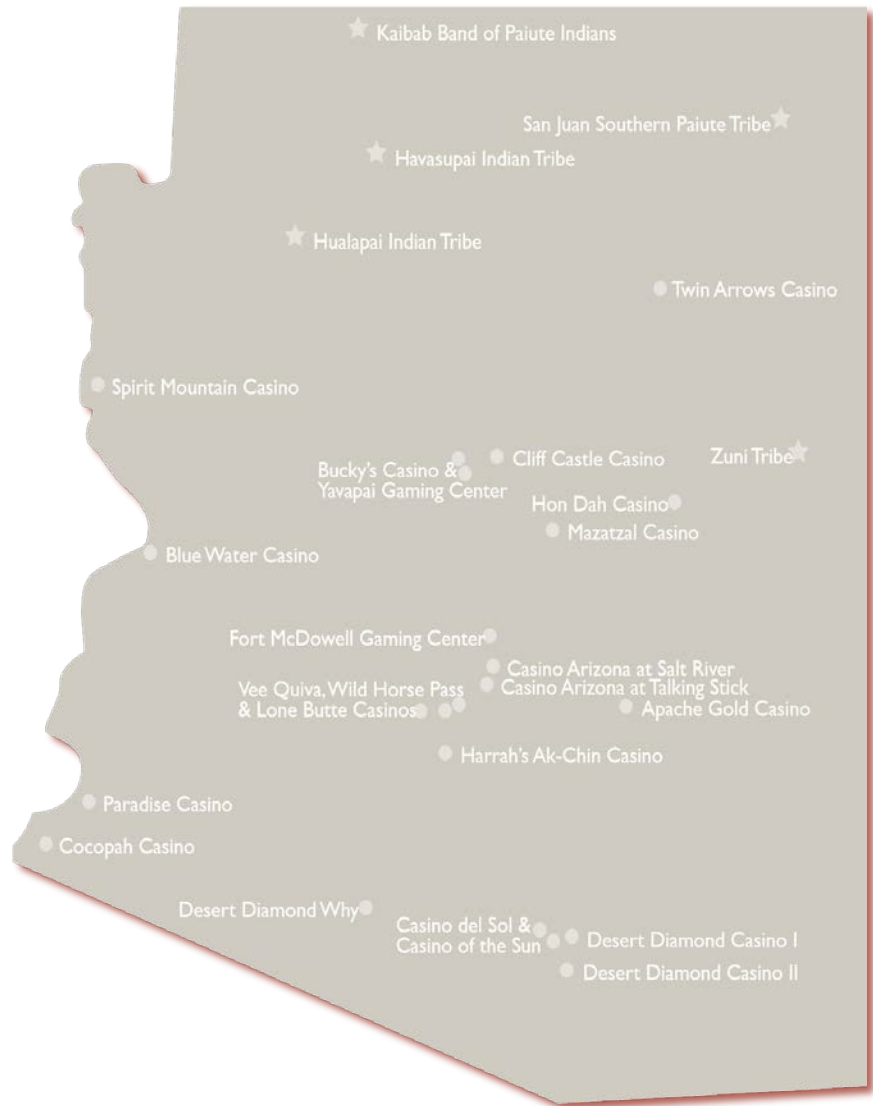 Kaibab Band of Paiute Indians
San Juan Southern Paiute Tribe
Havasupai Indian Tribe
Hualapai Indian Tribe
Twin Arrows Casino
Spirit Mountain Casino
Bucky's Casino &
Yavapai Gaming Center
Cliff Castle Casino
Zuni Tribe
Hon Dah Casino
Mazatzal Casino
Blue Water Casino
Fort McDowell Gaming Center
Casino Arizona at Salt River
Casino Arizona at Talking Stick
Vee Quiva, Wild Horse Pass
& Lone Butte Casinos
Apache Gold Casino
Harrah's Ak-Chin Casino
Paradise Casino
Cocopah Casino
Desert Diamond Why
Casino del Sol &
Casino of the Sun
Desert Diamond Casino I
Desert Diamond Casino II